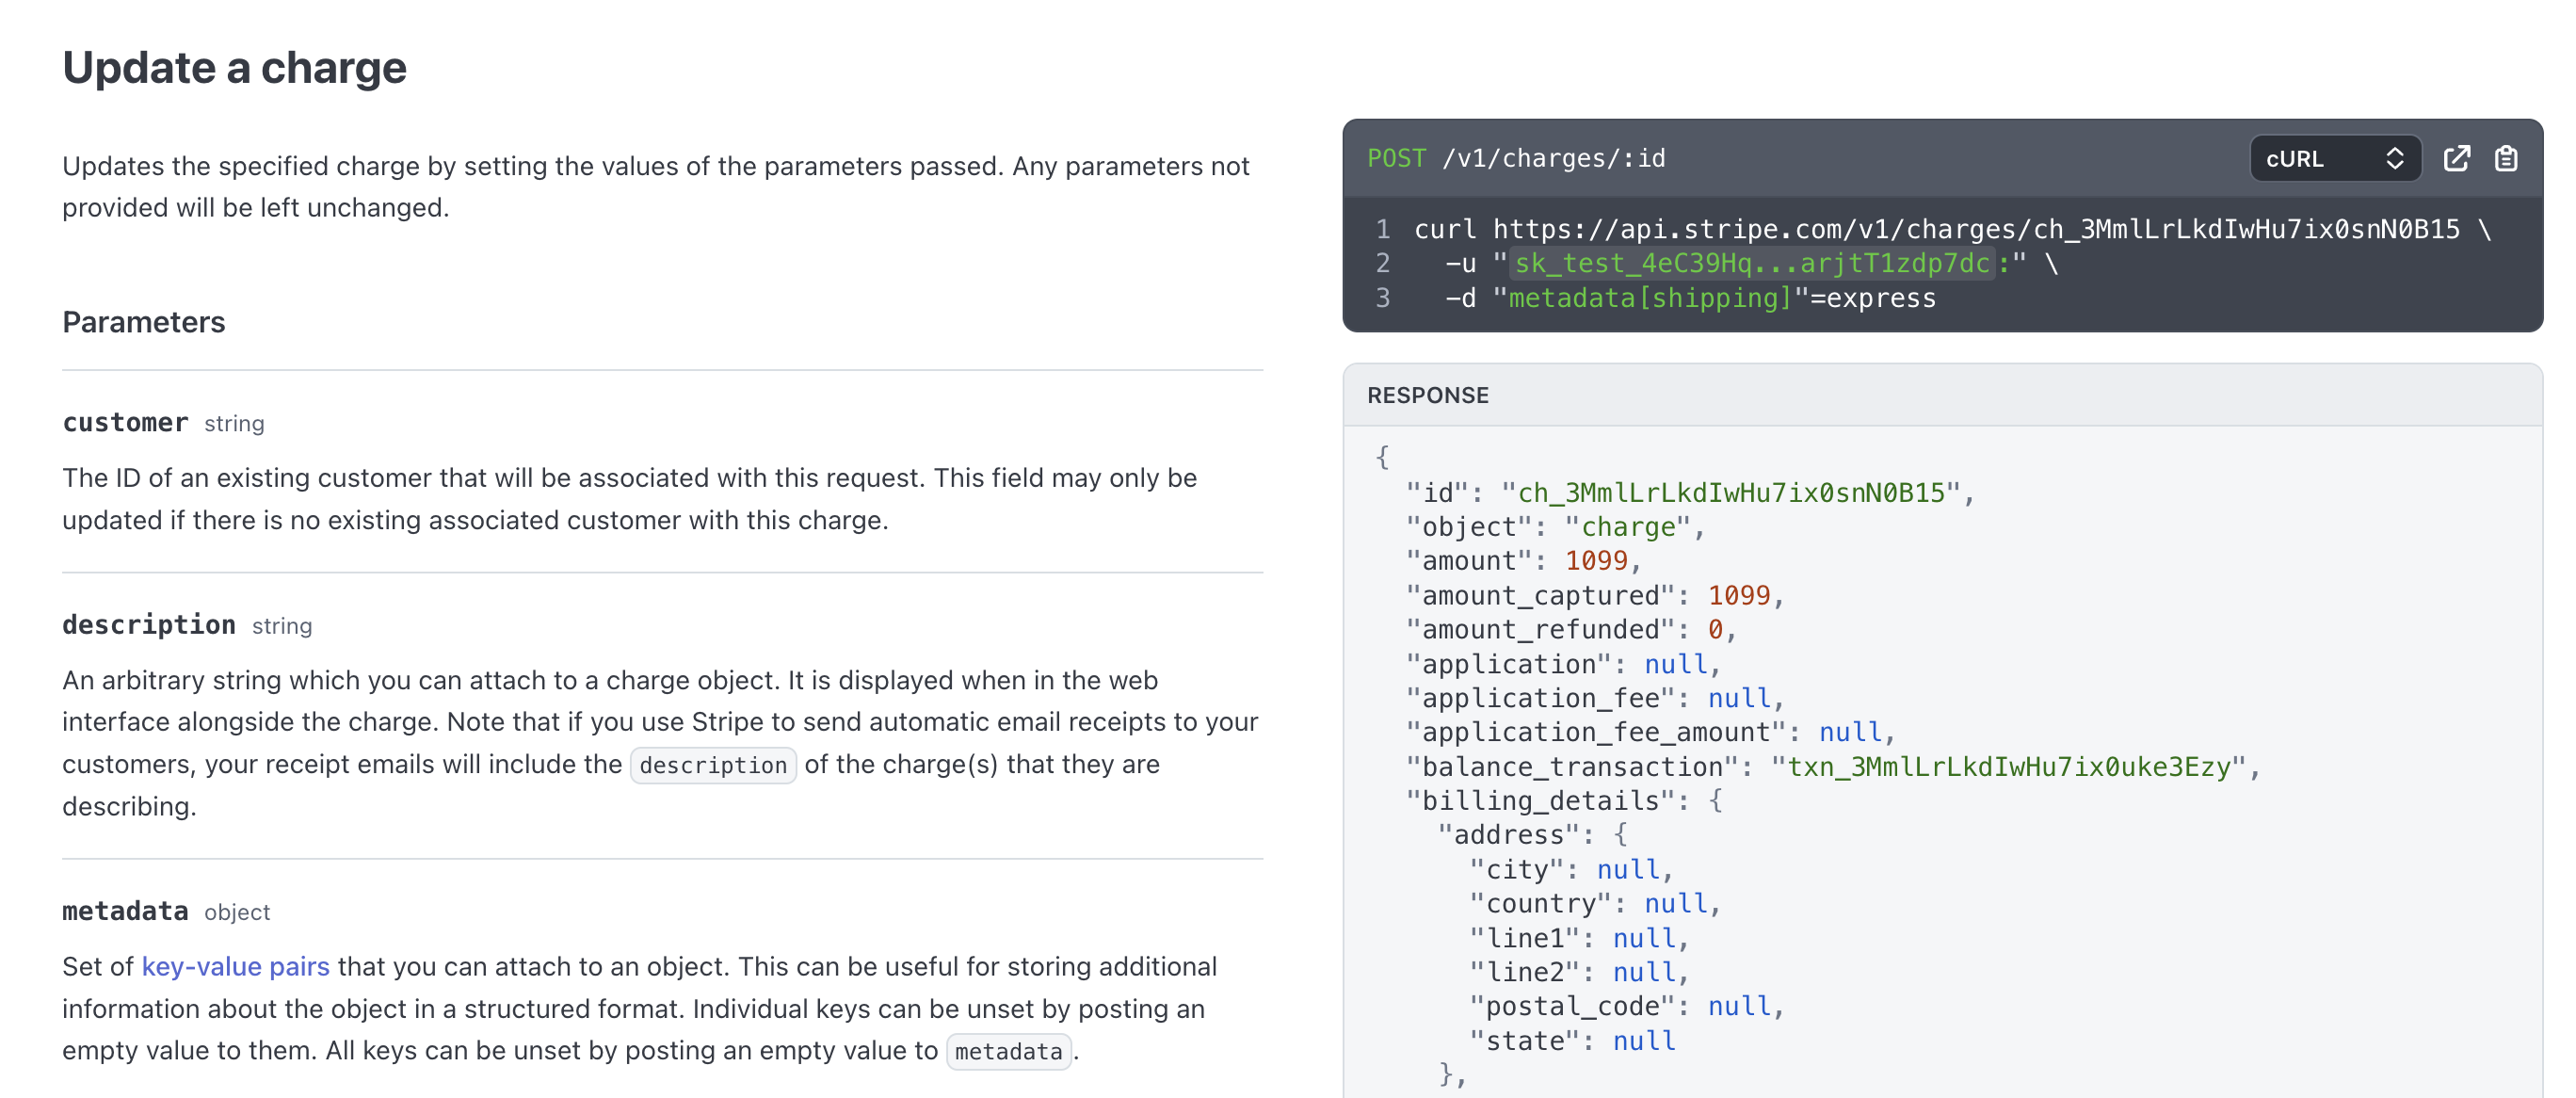 Update a charge
Updates the specified charge by setting the values of the parameters passed. Any parameters not
provided will be left unchanged.
Parameters
customer string
The ID of an existing customer that will be associated with this request. This field may only be
updated if there is no existing associated customer with this charge.
description string
An arbitrary string which you can attach to a charge object. It is displayed when in the web
interface alongside the charge. Note that if you use Stripe to send automatic email receipts to your
customers, your receipt emails will include the description of the charge(s) that they are
describing.
metadata object
Set of key-value pairs that you can attach to an object. This can be useful for storing additional
information about the object in a structured format. Individual keys can be unset by posting an
empty value to them. All keys can be unset by posting an empty value to metadata.
POST /v1/charges/:id
cURL
1 curl https://api.stripe.com/v1/charges/ch_3MmlLrLkdIwHu7ix0snN0B15 \
2 -u "sk_test_4eC39Hq...arjtT1zdp7dc:" \
3 -d "metadata[shipping]"=express
RESPONSE
{
"id": "ch_3MmlLrLkdIwHu7ix0snN0B15",
"object": "charge",
"amount": 1099,
"amount_captured": 1099,
"amount_refunded": 0,
"application": null,
"application_fee": null,
"application_fee_amount": null,
"balance_transaction": "txn_3MmlLrLkdIwHu7ix0uke3Ezy",
"billing_details": {
"address": {
"city": null,
"country": null,
"line1": null,
"line2": null,
"postal_code": null,
"state": null
},